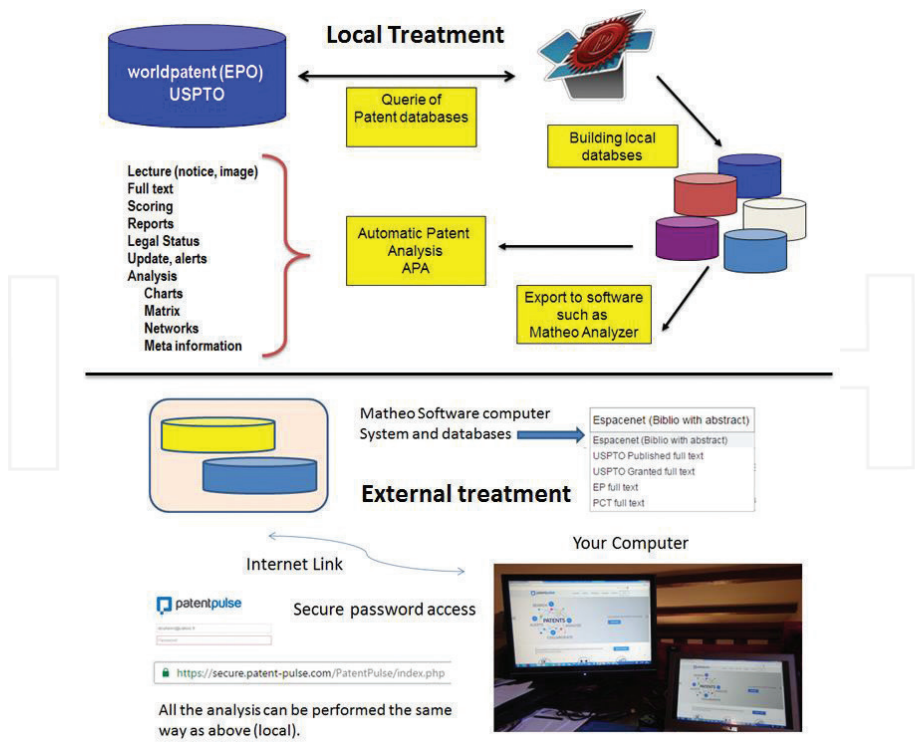 Local Treatment
worldpatent (EPO)
USPTO
Querie of
Patent databases
Building local
databses
Lecture (notice, image)
Full text
Scoring
Reports
Legal Status
Update, alerts
Analysis
Charts
Matrix
Networks
Meta information
Automatic Patent
Analysis
APA
Export to software
such as
Matheo Analyzer
Matheo Software computer
System and databases
Espacenet (Biblio with abstract)
Espacenet (Biblio with abstract)
USPTO Published full text
USPTO Granted full text
EP full text
PCT full text
External treatment
Internet Link
Your Computer
patentpulse
Secure password access
https://secure.patent-pulse.com/PatentPulse/index.php
All the analysis can be performed the same
way as above (local).
PATENTS
PATENTS